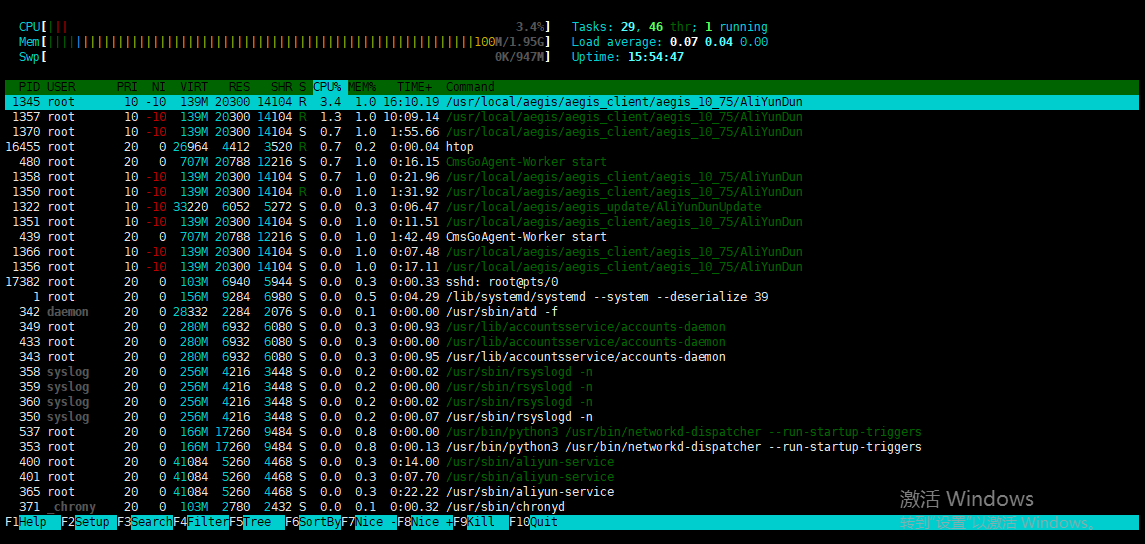 CPU[||| 3.4%] Tasks: 29, 46 thr; 1 running
Mem[||||||||||||||||||||||||||||||||||||||||||||||||||||||||||||100M/1.95G] Load average: 0.07 0.04 0.00
Swp[ 0K/947M] Uptime: 15:54:47
PID USER PRI NI VIRT RES SHR S CPU% MEM% TIME+ Command
1345 root 10 -10 139M 20300 14104 R 3.4 1.0 16:10.19 /usr/local/aegis/aegis_client/aegis_10_75/AliYunDun
1357 root 10 -10 139M 20300 14104 R 1.3 1.0 10:09.14 /usr/local/aegis/aegis_client/aegis_10_75/AliYunDun
1370 root 10 -10 139M 20300 14104 S 0.7 1.0 1:55.66 /usr/local/aegis/aegis_client/aegis_10_75/AliYunDun
16455 root 20 0 26964 4412 3520 R 0.7 0.2 0:00.04 htop
480 root 20 0 707M 20788 12216 S 0.7 1.0 0:16.15 CmsGoAgent-Worker start
1358 root 10 -10 139M 20300 14104 S 0.7 1.0 0:21.96 /usr/local/aegis/aegis_client/aegis_10_75/AliYunDun
1350 root 10 -10 139M 20300 14104 R 0.0 1.0 1:31.92 /usr/local/aegis/aegis_client/aegis_10_75/AliYunDun
1322 root 10 -10 33220 6052 5272 S 0.0 0.3 0:06.47 /usr/local/aegis/aegis_update/AliYunDunUpdate
1351 root 10 -10 139M 20300 14104 S 0.0 1.0 0:11.51 /usr/local/aegis/aegis_client/aegis_10_75/AliYunDun
439 root 20 0 707M 20788 12216 S 0.0 1.0 1:42.49 CmsGoAgent-Worker start
1366 root 10 -10 139M 20300 14104 S 0.0 1.0 0:07.48 /usr/local/aegis/aegis_client/aegis_10_75/AliYunDun
1356 root 10 -10 139M 20300 14104 S 0.0 1.0 0:17.11 /usr/local/aegis/aegis_client/aegis_10_75/AliYunDun
17382 root 20 0 103M 6940 5944 S 0.0 0.3 0:00.33 sshd: root@pts/0
1 root 20 0 156M 9284 6980 S 0.0 0.5 0:04.29 /lib/systemd/systemd --system --deserialize 39
342 daemon 20 0 28332 2284 2076 S 0.0 0.1 0:00.00 /usr/sbin/atd -f
349 root 20 0 280M 6932 6080 S 0.0 0.3 0:00.93 /usr/lib/accountsservice/accounts-daemon
433 root 20 0 280M 6932 6080 S 0.0 0.3 0:00.00 /usr/lib/accountsservice/accounts-daemon
343 root 20 0 280M 6932 6080 S 0.0 0.3 0:00.95 /usr/lib/accountsservice/accounts-daemon
358 syslog 20 0 256M 4216 3448 S 0.0 0.2 0:00.02 /usr/sbin/rsyslogd -n
359 syslog 20 0 256M 4216 3448 S 0.0 0.2 0:00.00 /usr/sbin/rsyslogd -n
360 syslog 20 0 256M 4216 3448 S 0.0 0.2 0:00.02 /usr/sbin/rsyslogd -n
350 syslog 20 0 256M 4216 3448 S 0.0 0.2 0:00.07 /usr/sbin/rsyslogd -n
537 root 20 0 166M 17260 9484 S 0.0 0.8 0:00.00 /usr/bin/python3 /usr/bin/networkd-dispatcher --run-startup-triggers
353 root 20 0 166M 17260 9484 S 0.0 0.8 0:00.13 /usr/bin/python3 /usr/bin/networkd-dispatcher --run-startup-triggers
400 root 20 0 41084 5260 4468 S 0.0 0.3 0:14.00 /usr/sbin/aliyun-service
401 root 20 0 41084 5260 4468 S 0.0 0.3 0:07.70 /usr/sbin/aliyun-service
365 root 20 0 41084 5260 4468 S 0.0 0.3 0:22.22 /usr/sbin/aliyun-service
371 _chrony 20 0 103M 2780 2432 S 0.0 0.1 0:00.32 /usr/sbin/chronyd
F1Help F2Setup F3SearchF4FilterF5Tree F6SortByF7Nice -F8Nice +F9Kill F10Quit
激活 Windows
转到"设置"以激活 Windows。